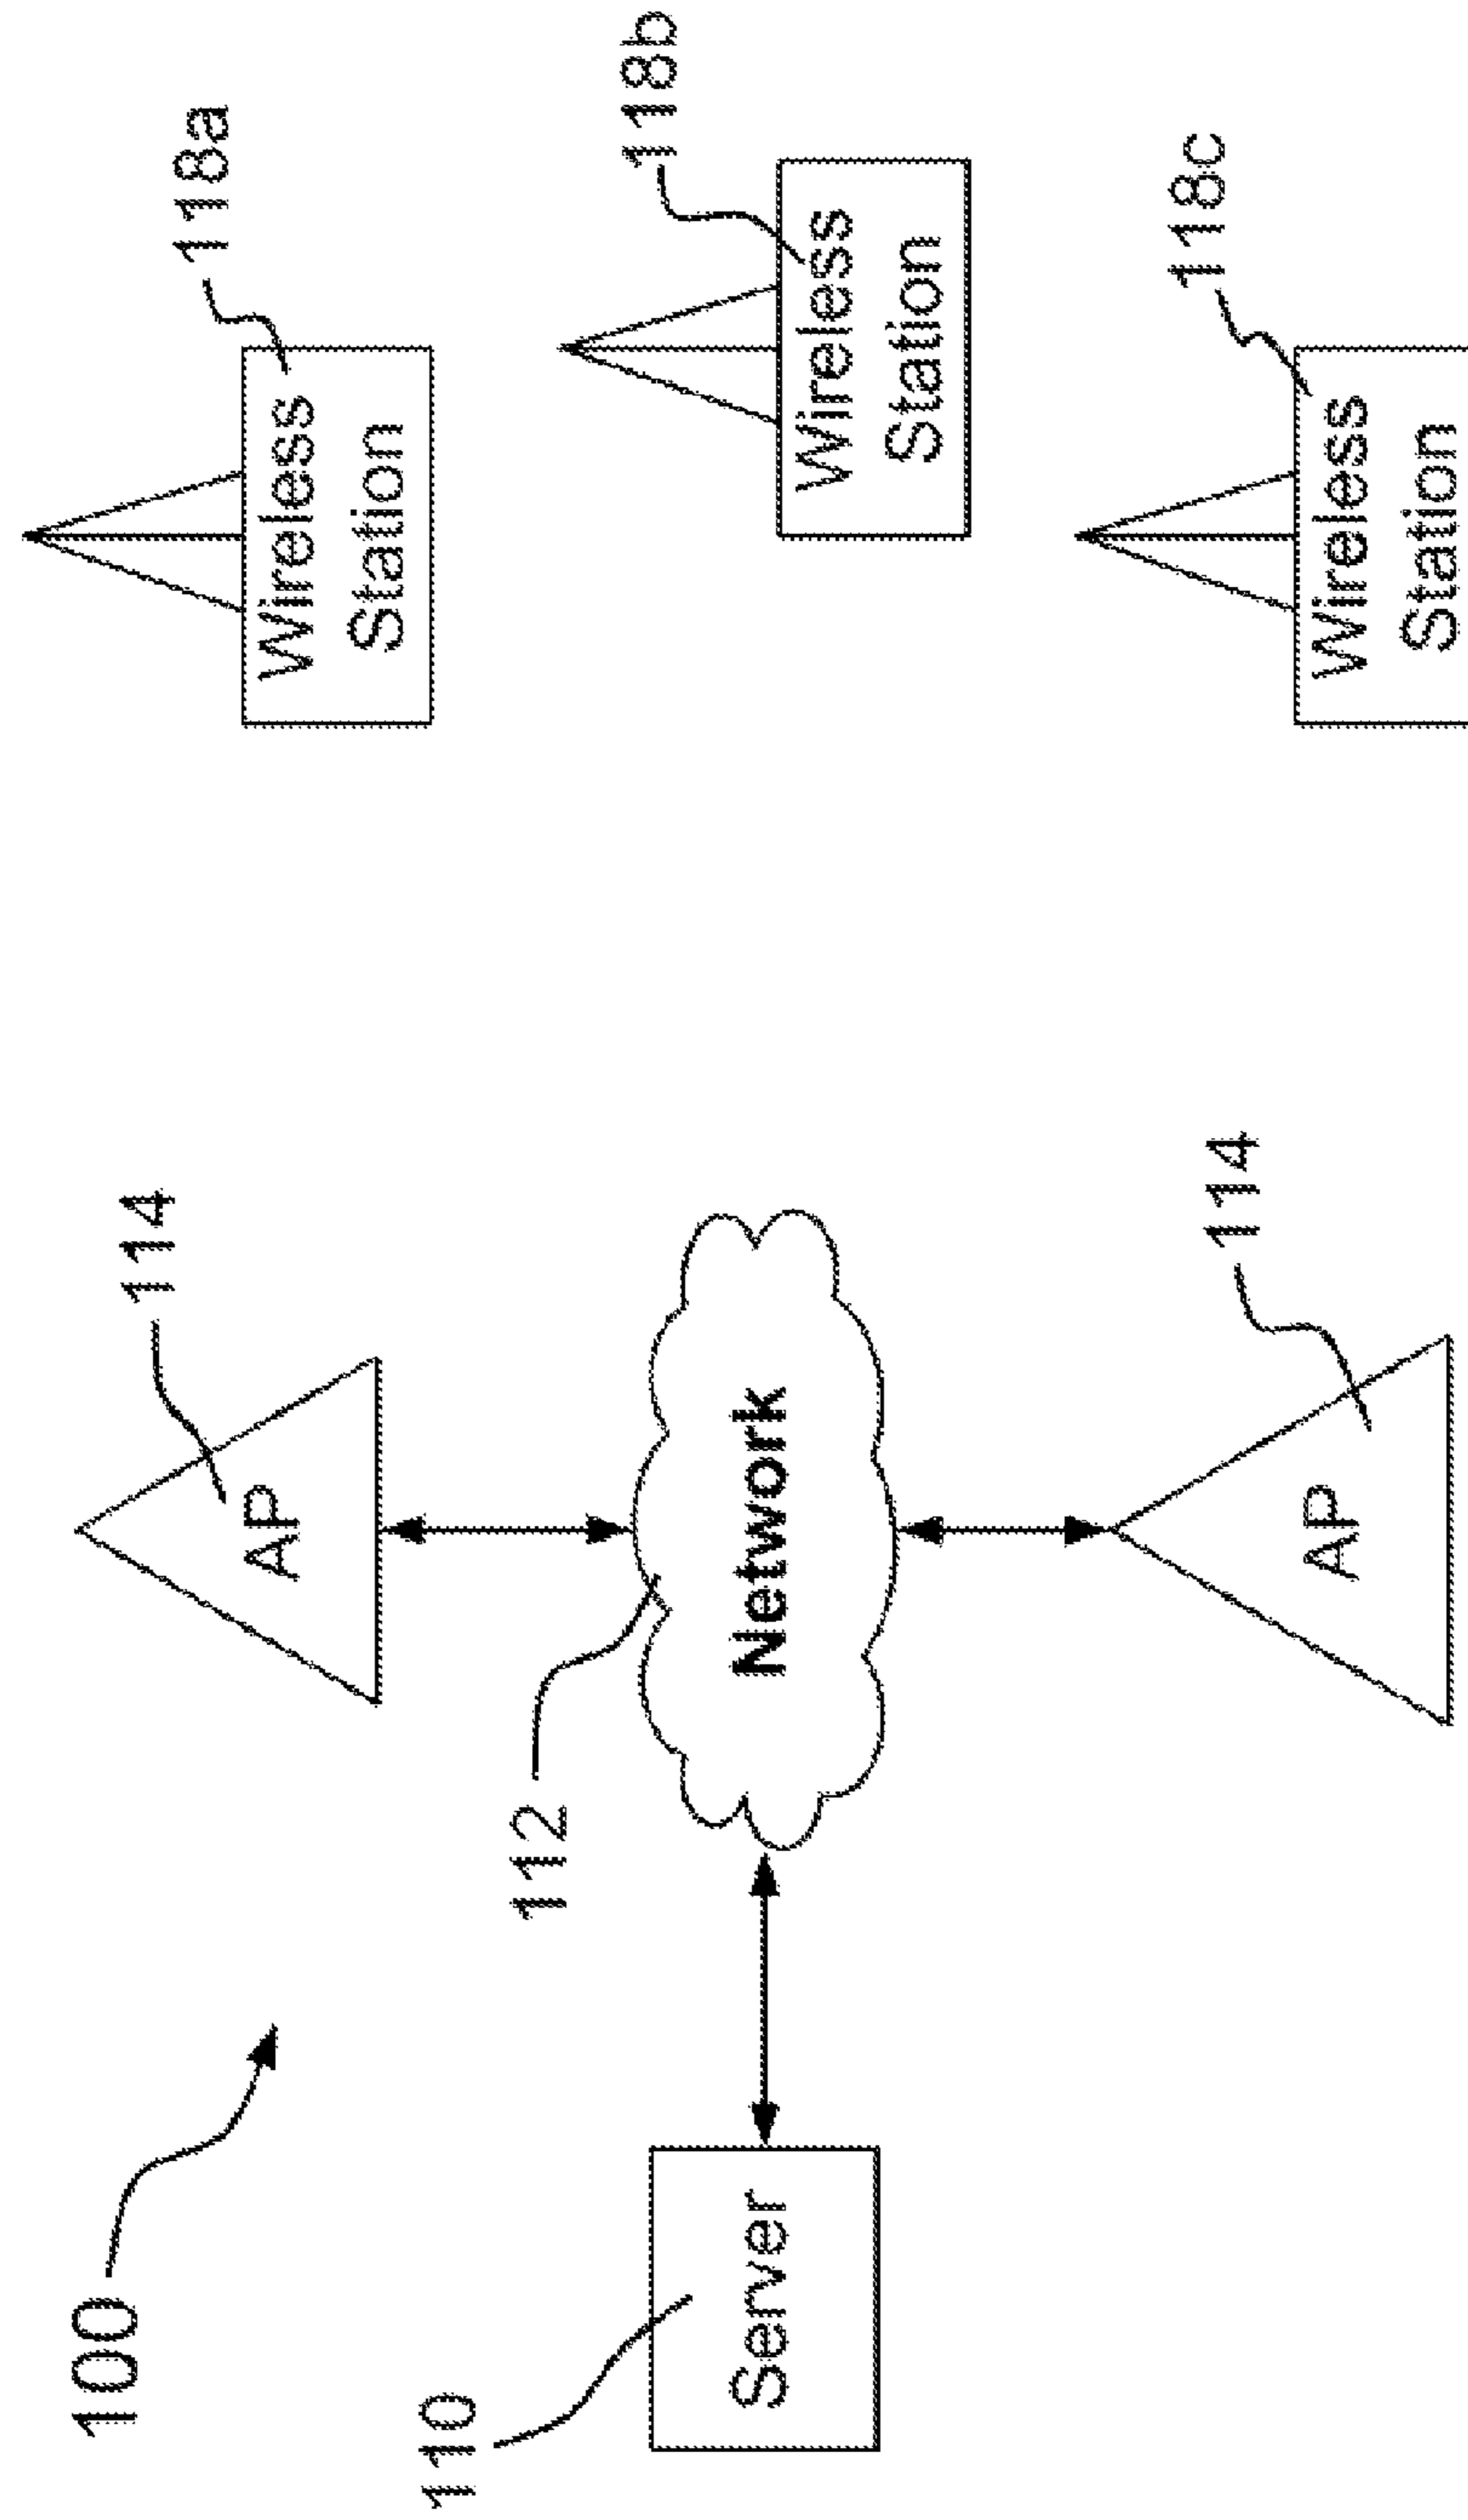 100
110
Server
112
Network
114
AP
114
AP
118a
Wireless
Station
118b
Wireless
Station
118c
Wireless
Station